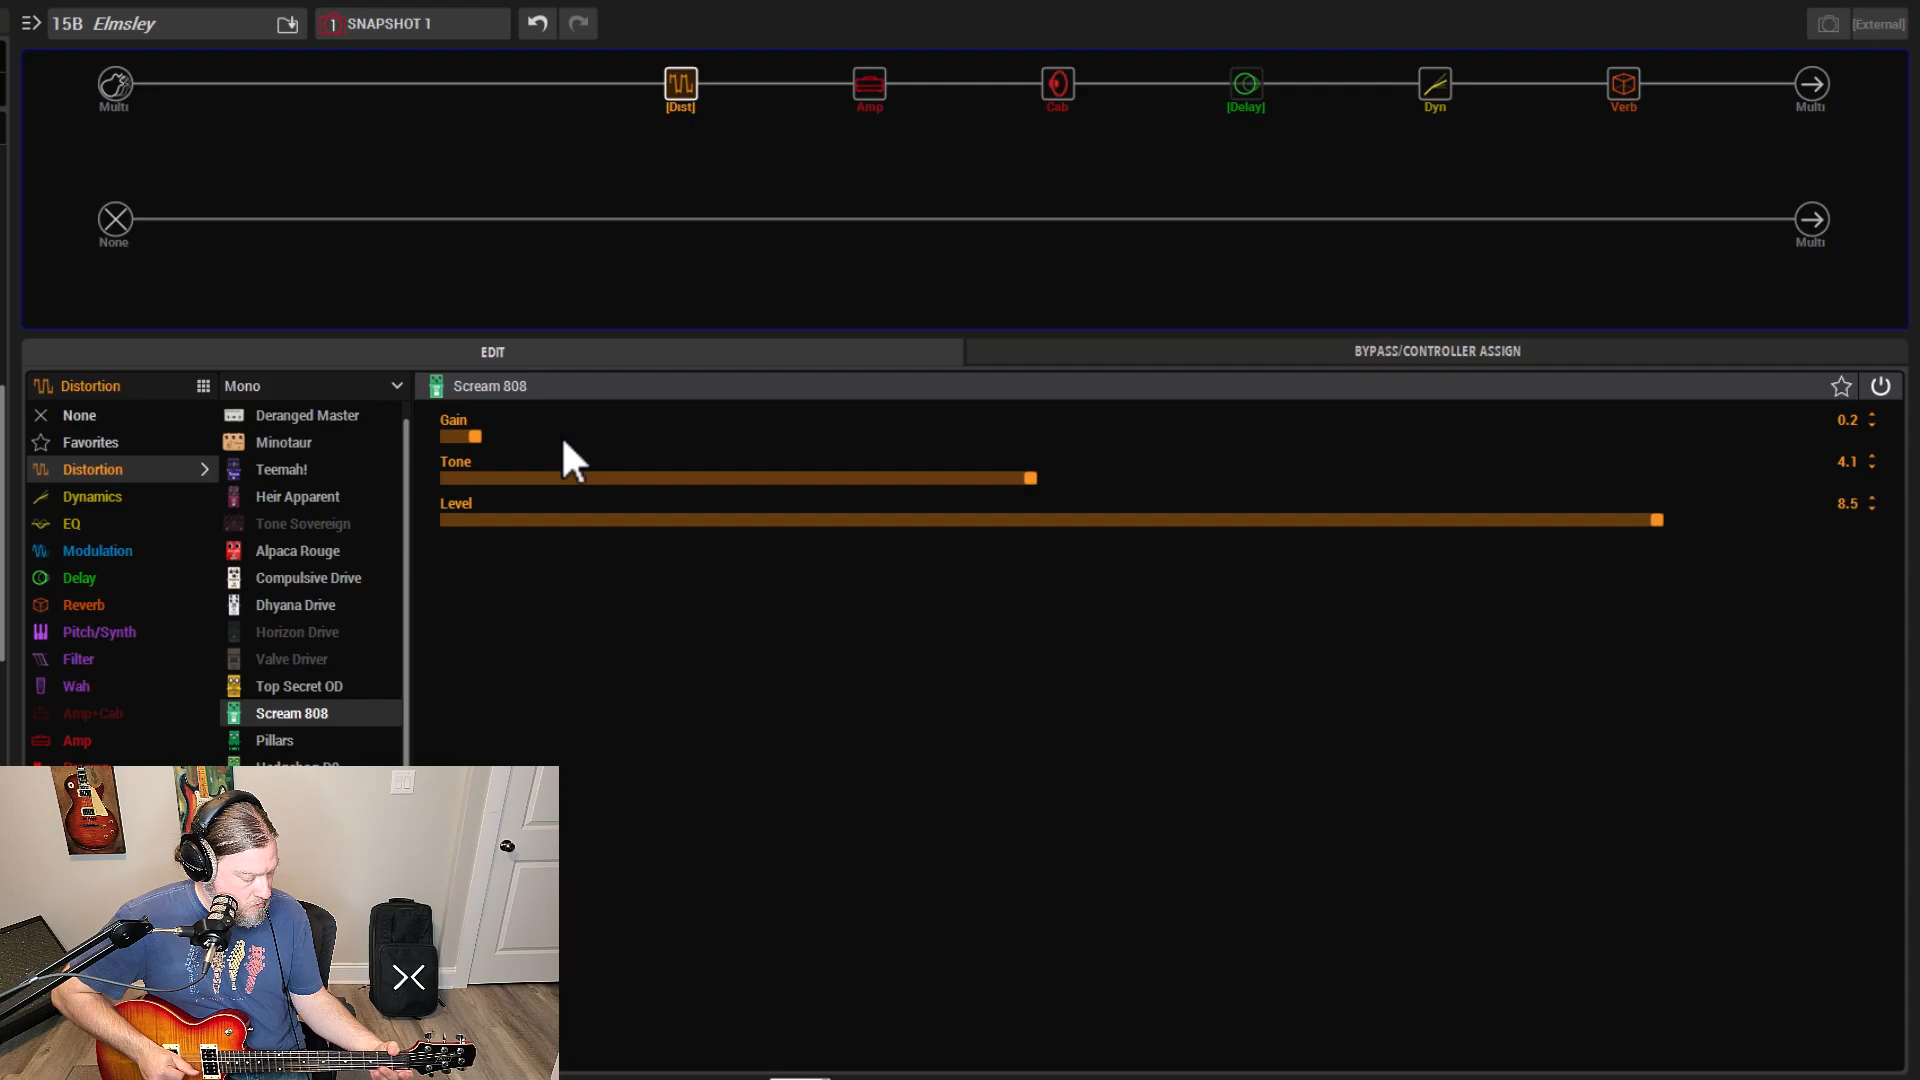 15B Elmsley
1 SNAPSHOT 1
[External]
Multi
[Dist]
Amp
Cab
[Delay]
Dyn
Verb
Multi
None
Multi
EDIT
BYPASS/CONTROLLER ASSIGN
Distortion
Mono
Scream 808
None
Favorites
Distortion
Dynamics
EQ
Modulation
Delay
Reverb
Pitch/Synth
Filter
Wah
Amp+Cab
Amp
Deranged Master
Minotaur
Teemah!
Heir Apparent
Tone Sovereign
Alpaca Rouge
Compulsive Drive
Dhyana Drive
Horizon Drive
Valve Driver
Top Secret OD
Scream 808
Pillars
Gain
0.2
Tone
4.1
Level
8.5